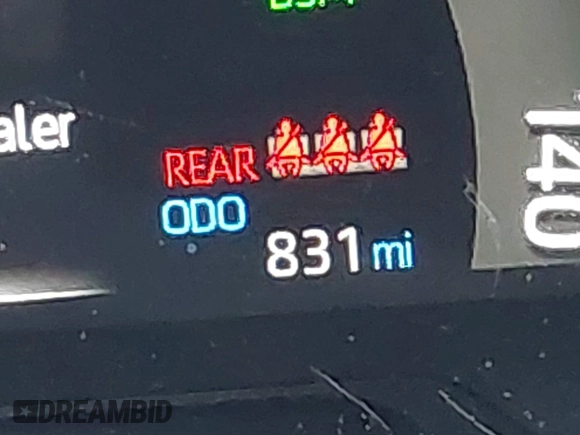 aler
REAR
ODO
831 mi
140
DREAMBID